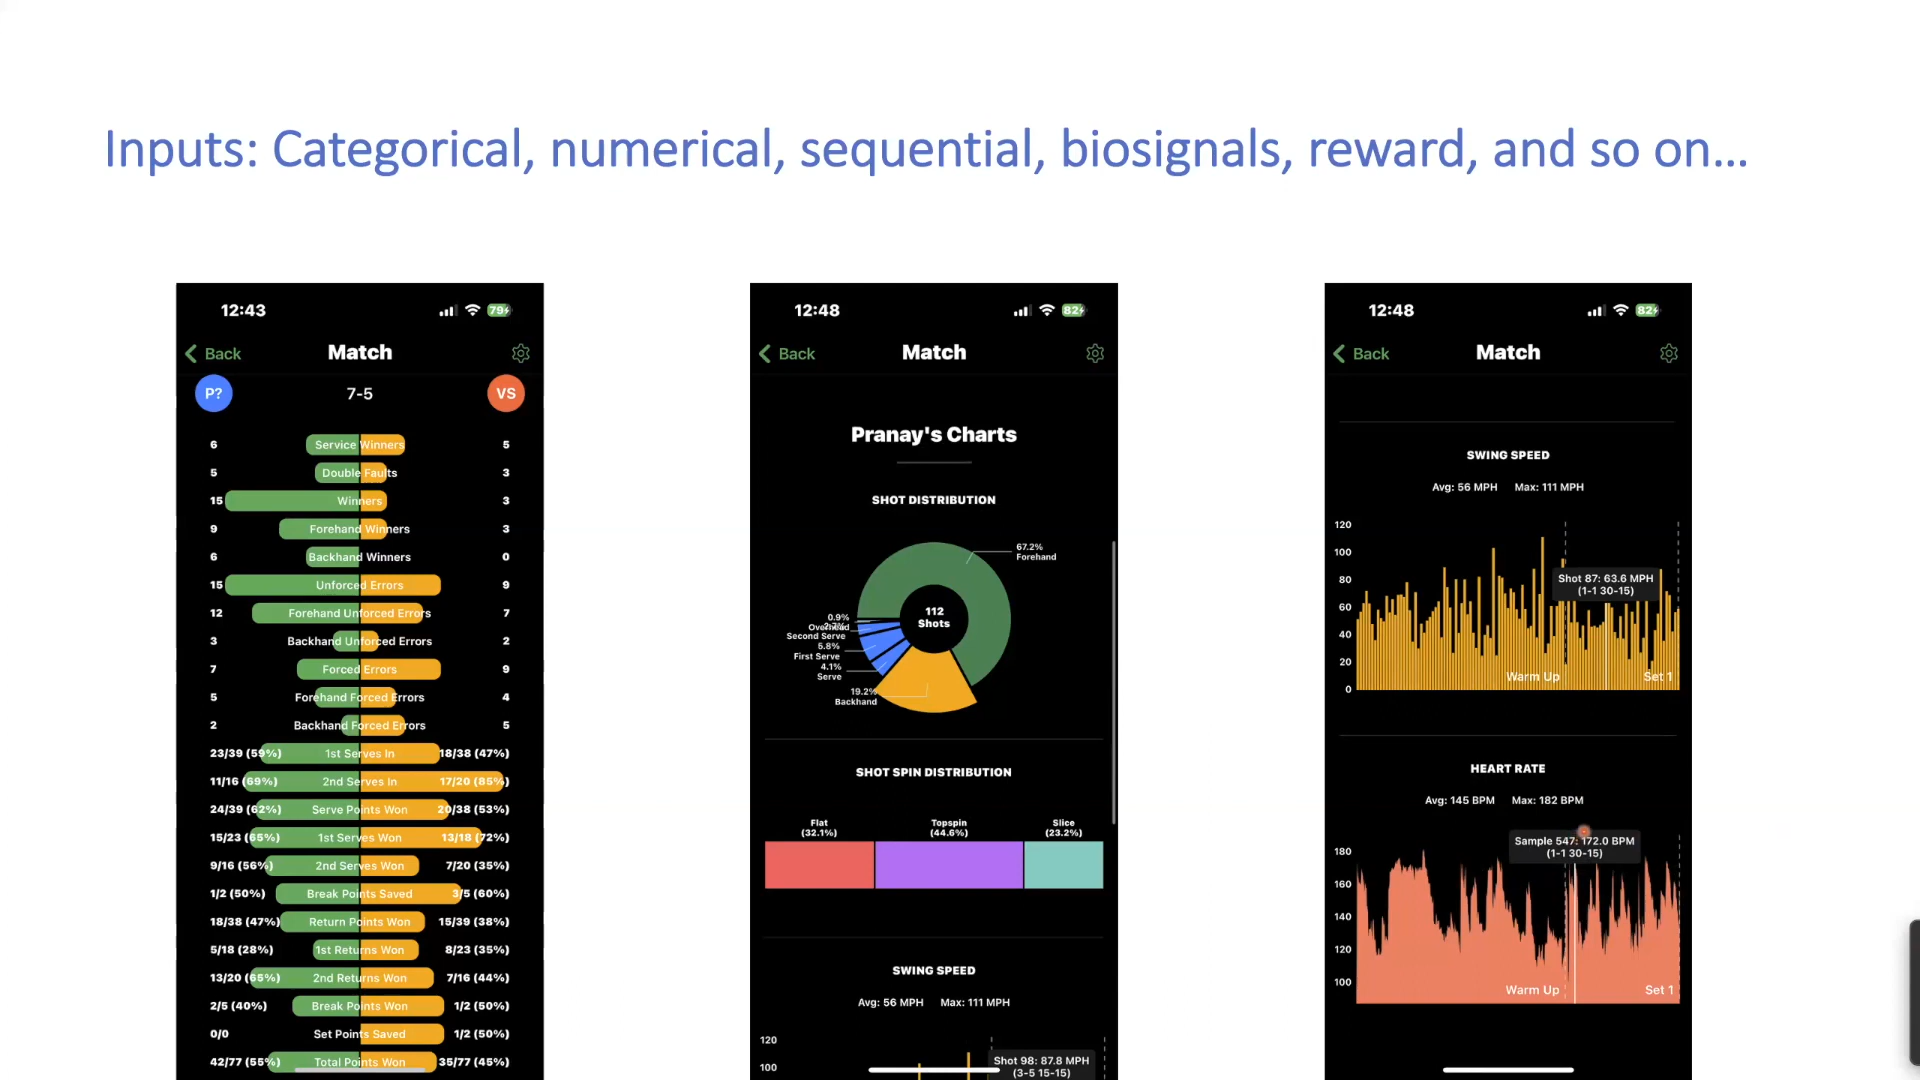 Inputs: Categorical, numerical, sequential, biosignals, reward, and so on...
12:43
79
Back
Match
P?
7-5
VS
6 Service Winners 5
5 Double Faults 3
15 Winners 3
9 Forehand Winners 3
6 Backhand Winners 0
15 Unforced Errors 9
12 Forehand Unforced Errors 7
3 Backhand Unforced Errors 2
7 Forced Errors 9
5 Forehand Forced Errors 4
2 Backhand Forced Errors 5
23/39 (59%) 1st Serves In 18/38 (47%)
11/16 (69%) 2nd Serves In 17/20 (85%)
24/39 (62%) Serve Points Won 20/38 (53%)
15/23 (65%) 1st Serves Won 13/18 (72%)
9/16 (56%) 2nd Serves Won 7/20 (35%)
1/2 (50%) Break Points Saved 3/5 (60%)
18/38 (47%) Return Points Won 15/39 (38%)
5/18 (28%) 1st Returns Won 8/23 (35%)
13/20 (65%) 2nd Returns Won 7/16 (44%)
2/5 (40%) Break Points Won 1/2 (50%)
0/0 Set Points Saved 1/2 (50%)
42/77 (55%) Total Points Won 35/77 (45%)
12:48
82
Back
Match
Pranay's Charts
SHOT DISTRIBUTION
67.2%
Forehand
112
Shots
0.9%
Overhead
Second Serve
5.8%
First Serve
4.1%
Serve
19.2%
Backhand
SHOT SPIN DISTRIBUTION
Flat
(32.1%)
Topspin
(44.6%)
Slice
(23.2%)
SWING SPEED
Avg: 56 MPH Max: 111 MPH
120
100
Shot 98: 87.8 MPH
(3-5 15-15)
12:48
82
Back
Match
SWING SPEED
Avg: 56 MPH Max: 111 MPH
120
100
80
60
40
20
0
Shot 87: 63.6 MPH
(1-1 30-15)
Warm Up
Set 1
HEART RATE
Avg: 145 BPM Max: 182 BPM
Sample 547: 172.0 BPM
(1-1 30-15)
180
160
140
120
100
Warm Up
Set 1